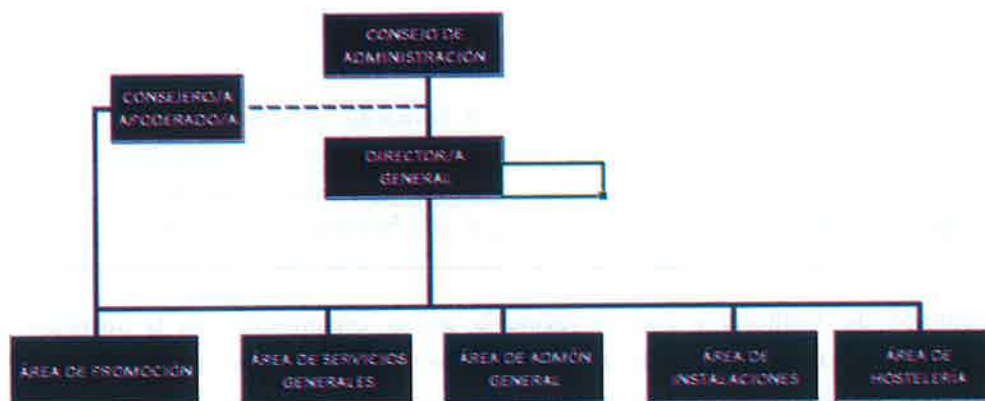 CONSEJO DE
ADMINISTRACIÓN
CONSEJERO/A
APODERADO/A
DIRECTOR/A
GENERAL
ÁREA DE PROMOCIÓN
ÁREA DE SERVICIOS
GENERALES
ÁREA DE ADMÓN
GENERAL
ÁREA DE
INSTALACIONES
ÁREA DE
HOSTELERÍA